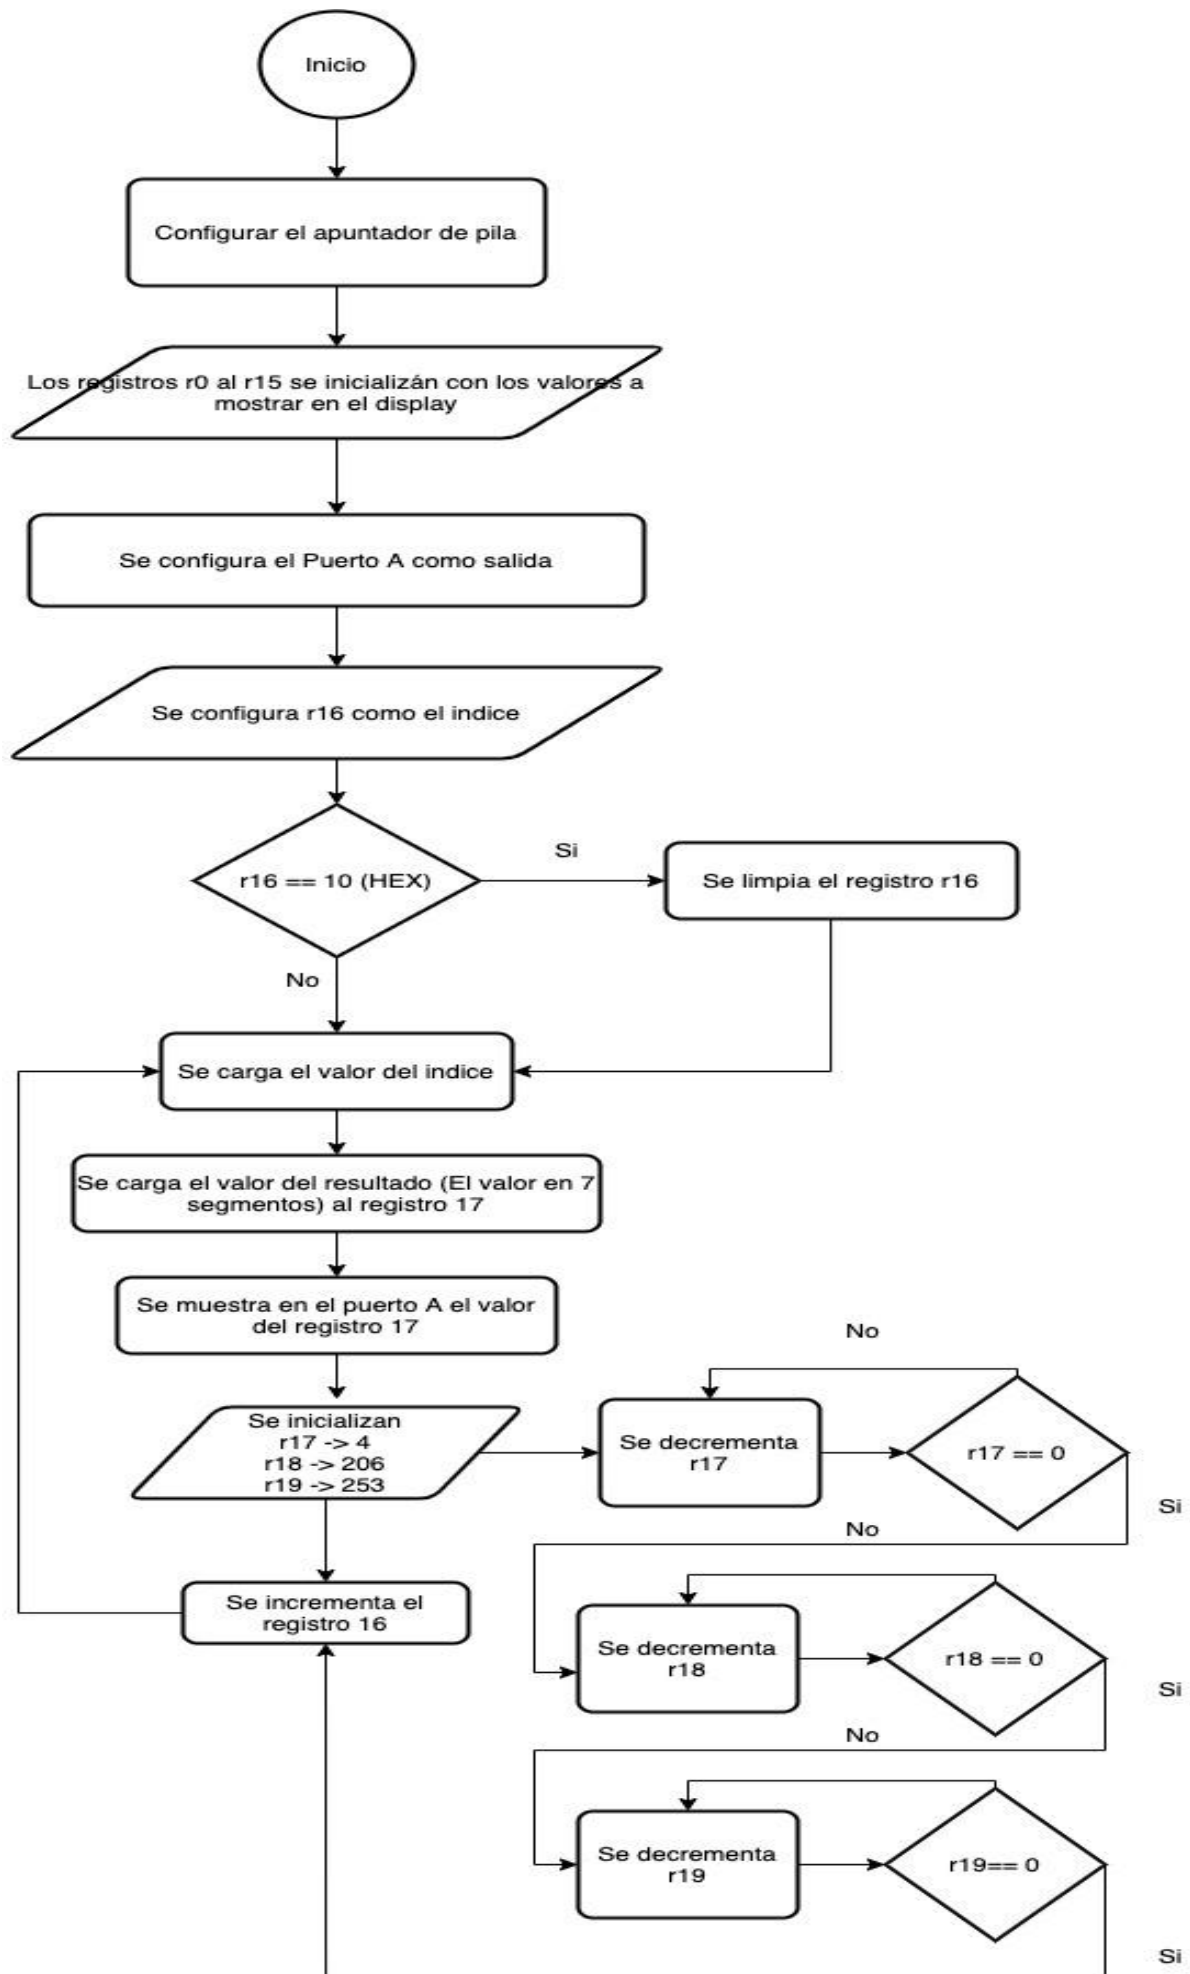 Inicio
Configurar el apuntador de pila
Los registros r0 al r15 se inicializán con los valores a
mostrar en el display
Se configura el Puerto A como salida
Se configura r16 como el indice
r16 == 10 (HEX)
Si
Se limpia el registro r16
No
Se carga el valor del indice
Se carga el valor del resultado (El valor en 7
segmentos) al registro 17
Se muestra en el puerto A el valor
del registro 17
No
Se inicializan
r17 -> 4
r18 -> 206
r19 -> 253
Se decrementa
r17
r17 == 0
Si
No
Se incrementa el
registro 16
Se decrementa
r18
r18 == 0
Si
No
Se decrementa
r19
r19== 0
Si